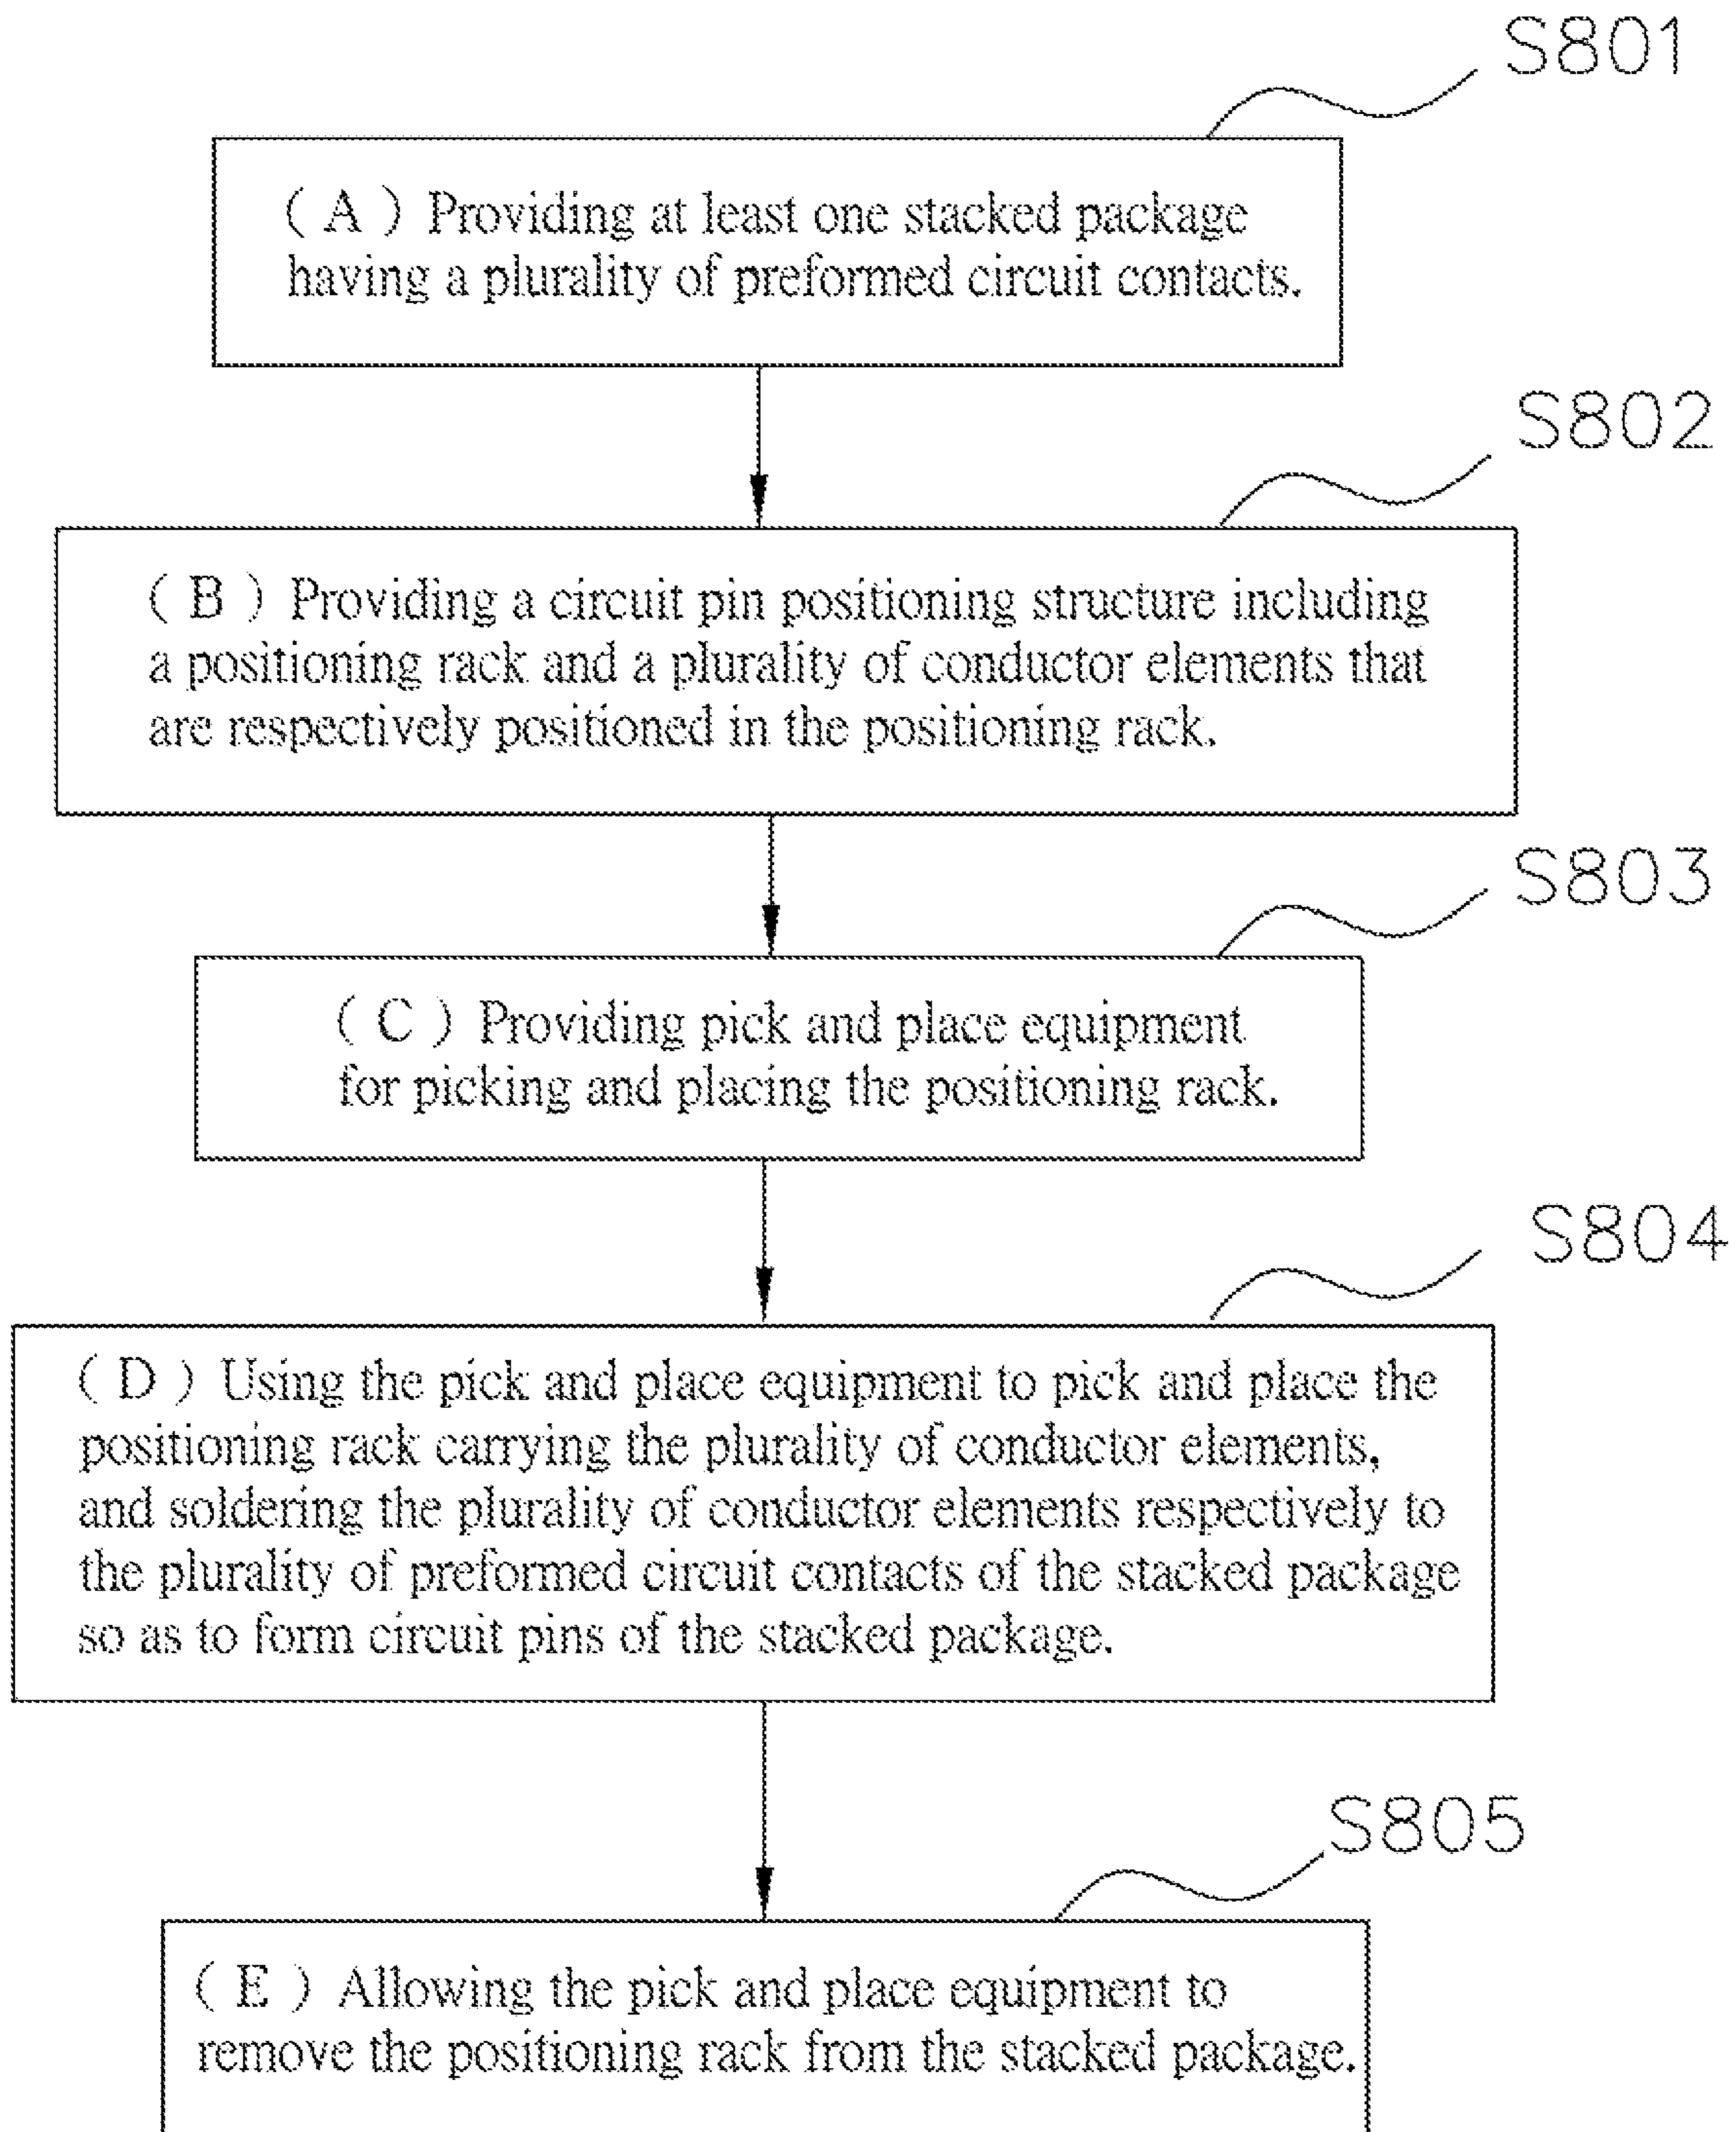 S801
( A ) Providing at least one stacked package
having a plurality of preformed circuit contacts.
S802
( B ) Providing a circuit pin positioning structure including
a positioning rack and a plurality of conductor elements that
are respectively positioned in the positioning rack.
S803
( C ) Providing pick and place equipment
for picking and placing the positioning rack.
S804
( D ) Using the pick and place equipment to pick and place the
positioning rack carrying the plurality of conductor elements,
and soldering the plurality of conductor elements respectively to
the plurality of preformed circuit contacts of the stacked package
so as to form circuit pins of the stacked package.
S805
( E ) Allowing the pick and place equipment to
remove the positioning rack from the stacked package.